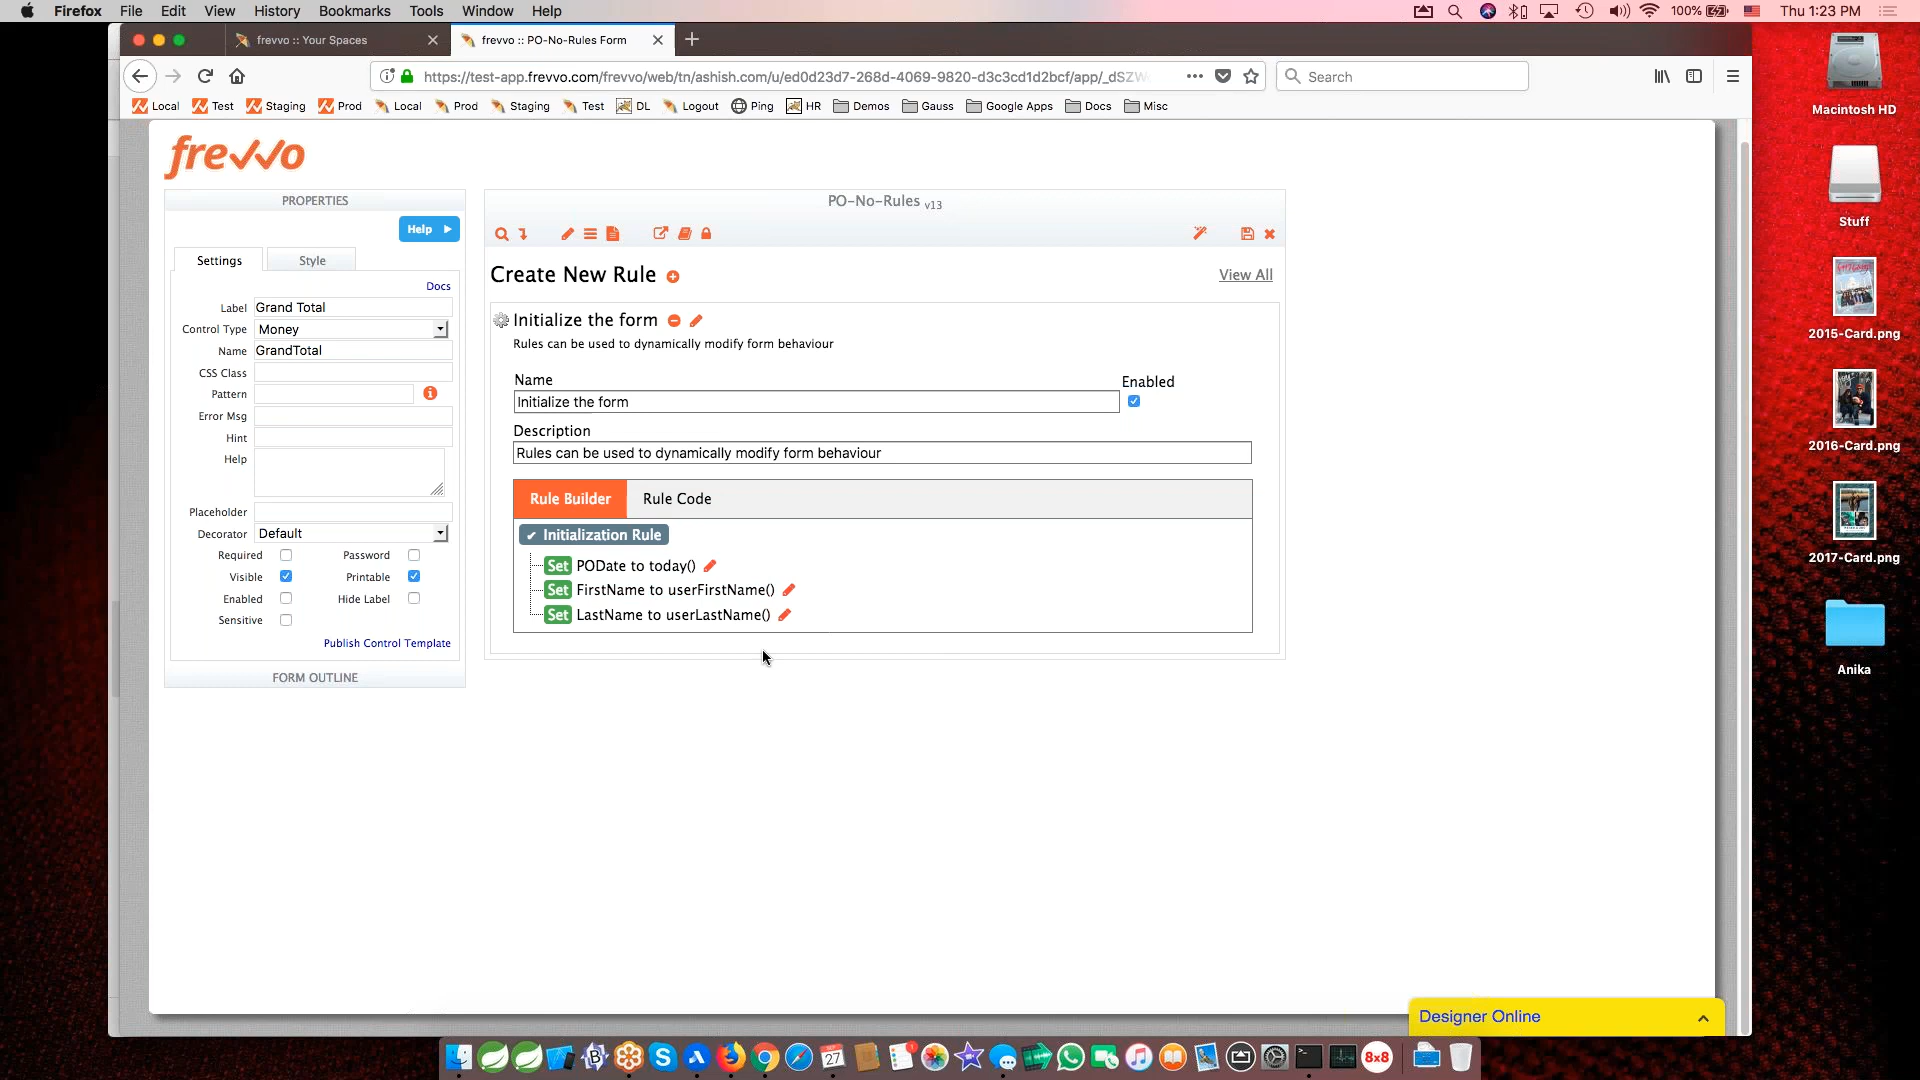 Firefox File Edit View History Bookmarks Tools Window Help 100% Thu 1:23 PM
frevvo :: Your Spaces
frevvo :: PO-No-Rules Form
https://test-app.frevvo.com/frevvo/web/tn/ashish.com/u/ed0d23d7-268d-4069-9820-d3c3cd1d2bcf/app/_dSZW
Search
Local Test Staging Prod Local Prod Staging Test DL Logout Ping HR Demos Gauss Google Apps Docs Misc
frevvo
PROPERTIES
Help
Settings Style
Docs
Label Grand Total
Control Type Money
Name GrandTotal
CSS Class
Pattern
Error Msg
Hint
Help
Placeholder
Decorator Default
Required Password
Visible Printable
Enabled Hide Label
Sensitive
Publish Control Template
FORM OUTLINE
PO-No-Rules v13
Create New Rule
View All
Initialize the form
Rules can be used to dynamically modify form behaviour
Name
Enabled
Initialize the form
Description
Rules can be used to dynamically modify form behaviour
Rule Builder Rule Code
✓ Initialization Rule
Set PODate to today()
Set FirstName to userFirstName()
Set LastName to userLastName()
Designer Online
Macintosh HD
Stuff
2015-Card.png
2016-Card.png
2017-Card.png
Anika
27
8x8